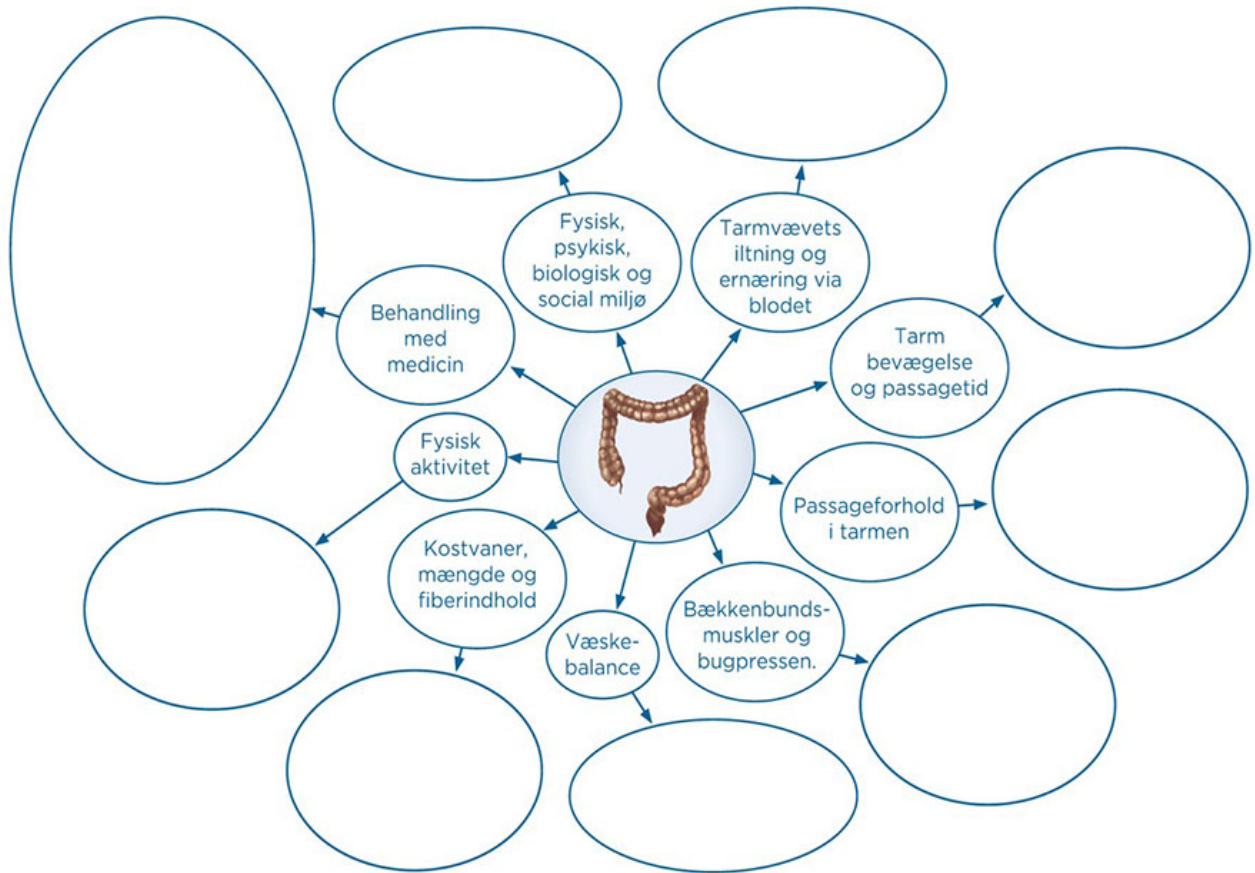 Fysisk,
psykisk,
biologisk og
social miljø
Tarmvævets
iltning og
ernæring via
blodet
Behandling
med
medicin
Tarm
bevægelse
og passagetid
Fysisk
aktivitet
Passageforhold
i tarmen
Kostvaner,
mængde og
fiberindhold
Væske-
balance
Bækkenbunds-
muskler og
bugpressen.